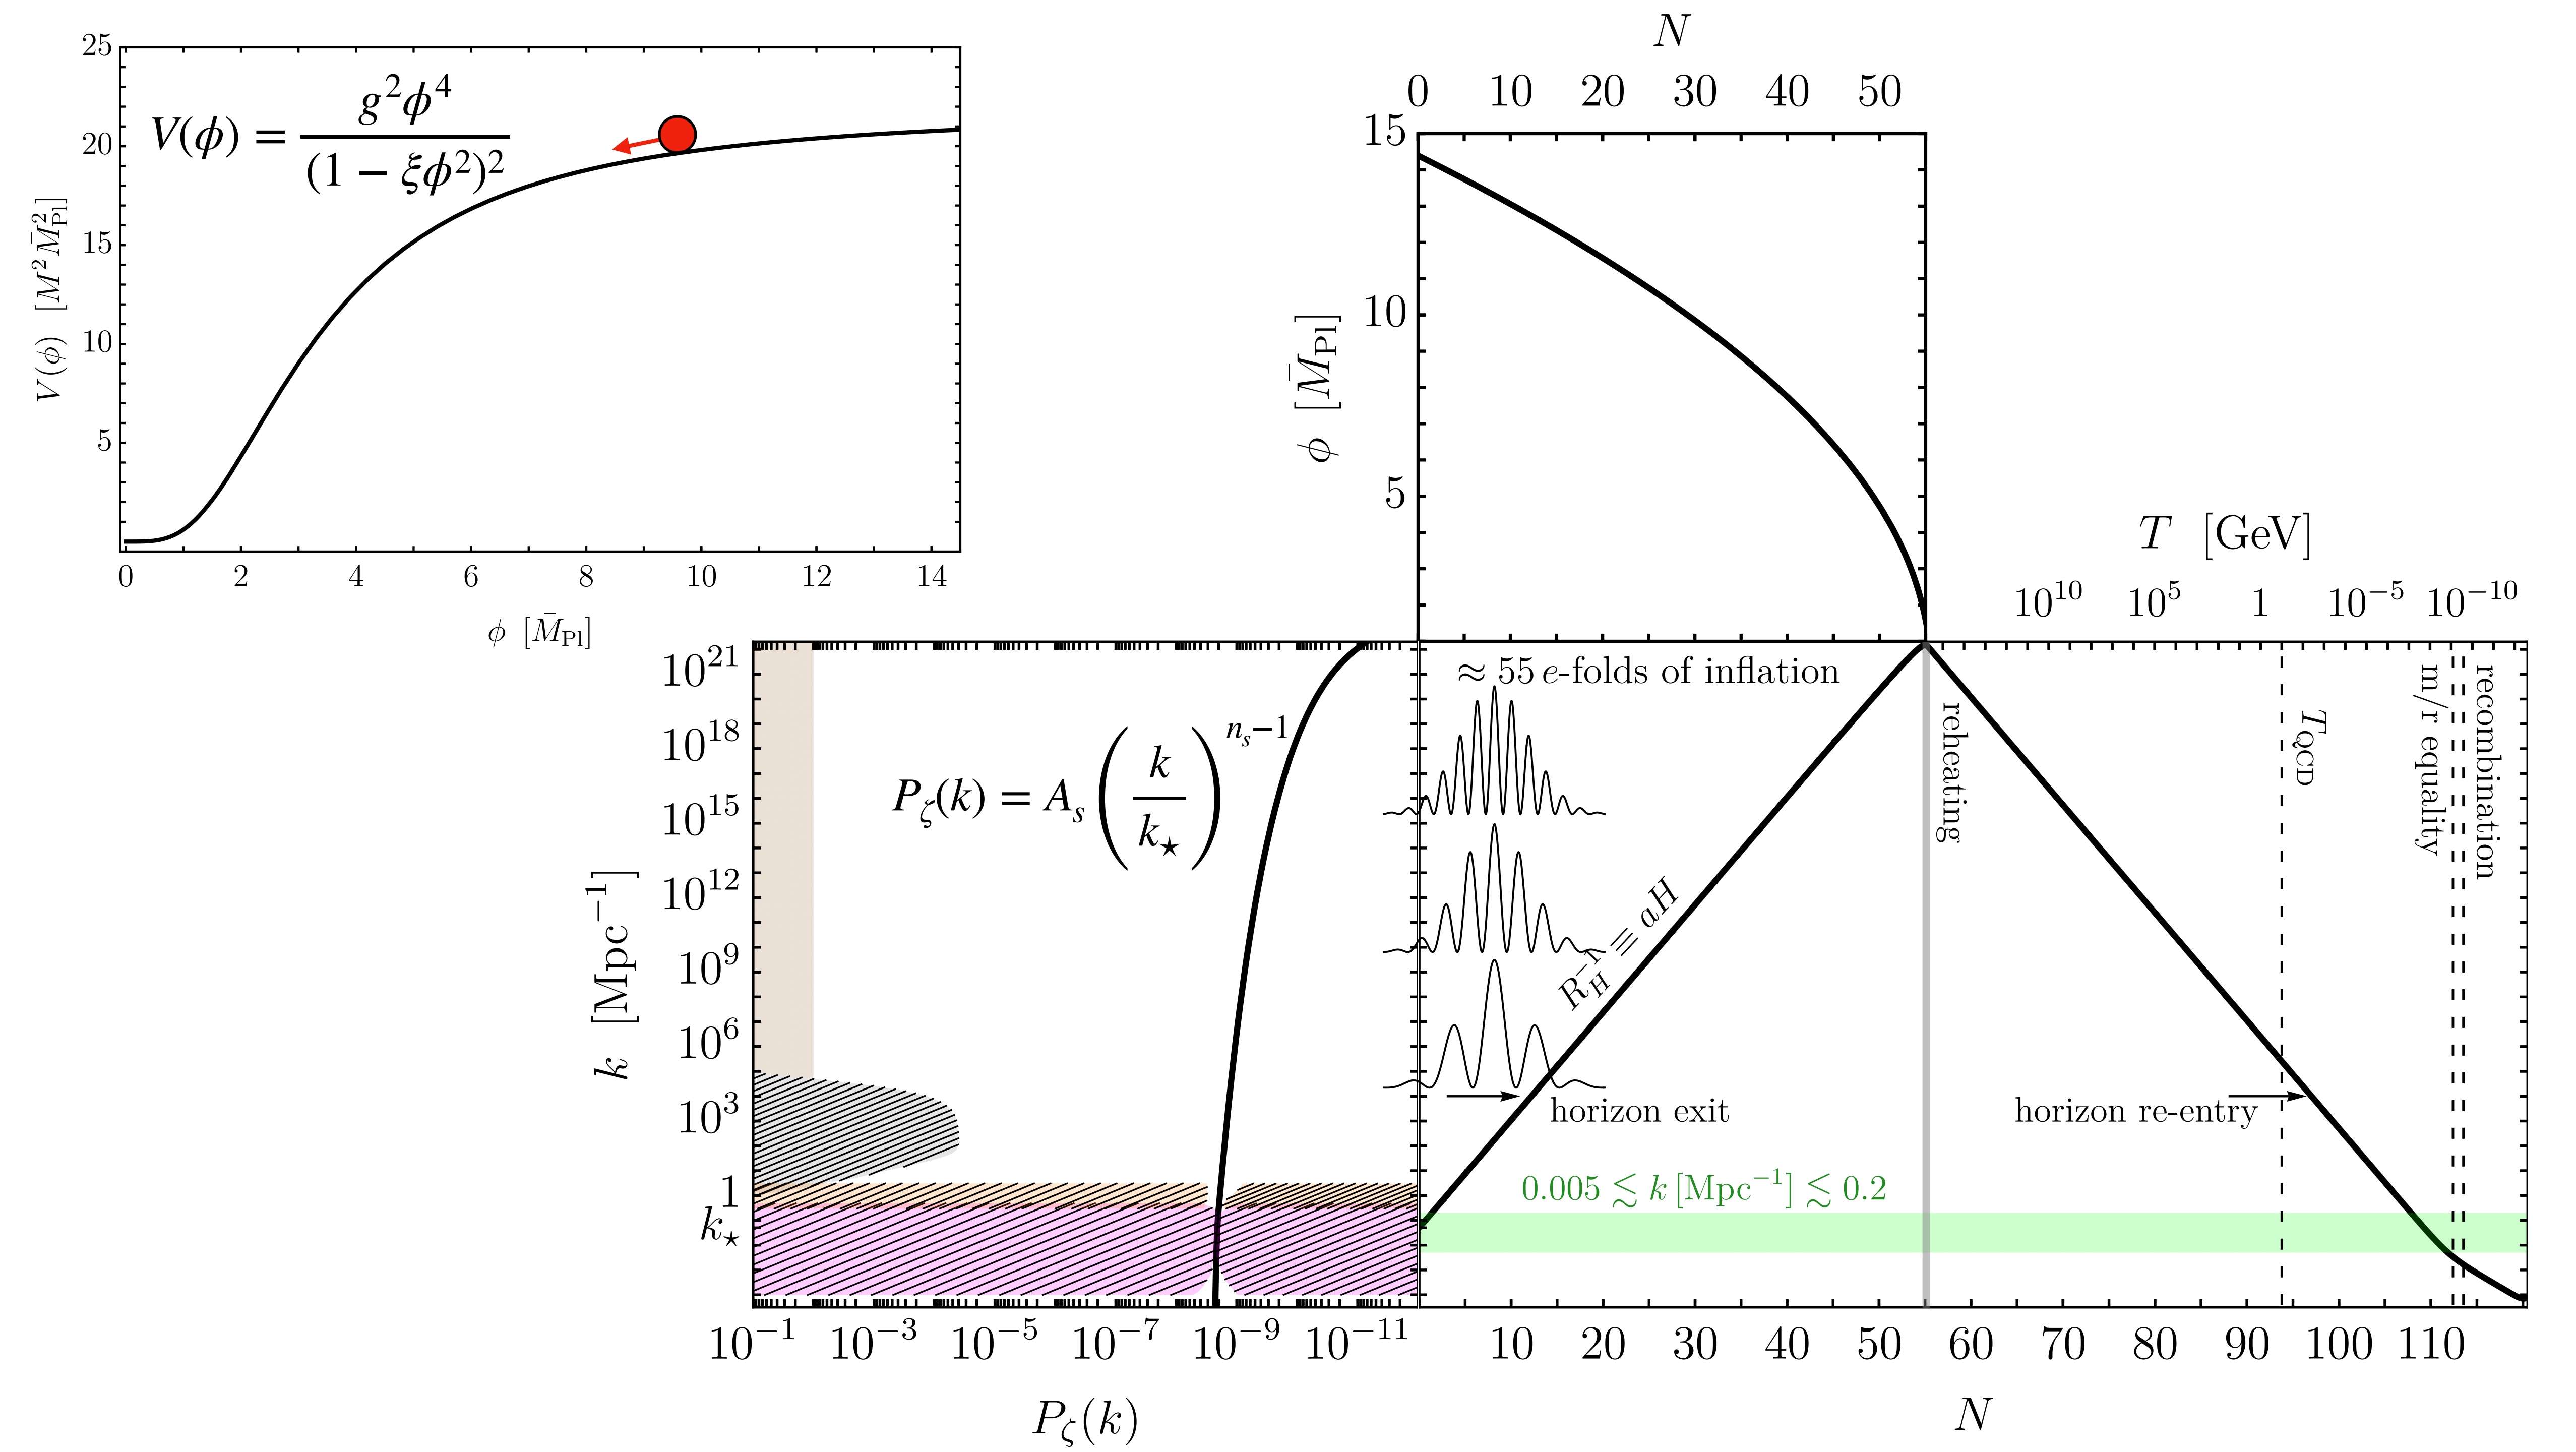 25
20
15
10
5
V(ϕ) = g²ϕ⁴ / (1 − ξϕ²)²
V(ϕ) [M² M̄²_Pl]
0 2 4 6 8 10 12 14
ϕ [M̄_Pl]
N
0 10 20 30 40 50
15
10
5
ϕ [M̄_Pl]
T [GeV]
10¹⁰ 10⁵ 1 10⁻⁵ 10⁻¹⁰
10²¹
10¹⁸
10¹⁵
10¹²
10⁹
10⁶
10³
1
k⋆
k [Mpc⁻¹]
P_ζ(k) = A_s (k / k⋆)^{n_s−1}
10⁻¹ 10⁻³ 10⁻⁵ 10⁻⁷ 10⁻⁹ 10⁻¹¹
P_ζ(k)
≈ 55 e-folds of inflation
R_H⁻¹ ≡ aH
reheating
T_QCD
m/r equality
recombination
horizon exit
horizon re-entry
0.005 ≲ k [Mpc⁻¹] ≲ 0.2
10 20 30 40 50 60 70 80 90 100 110
N